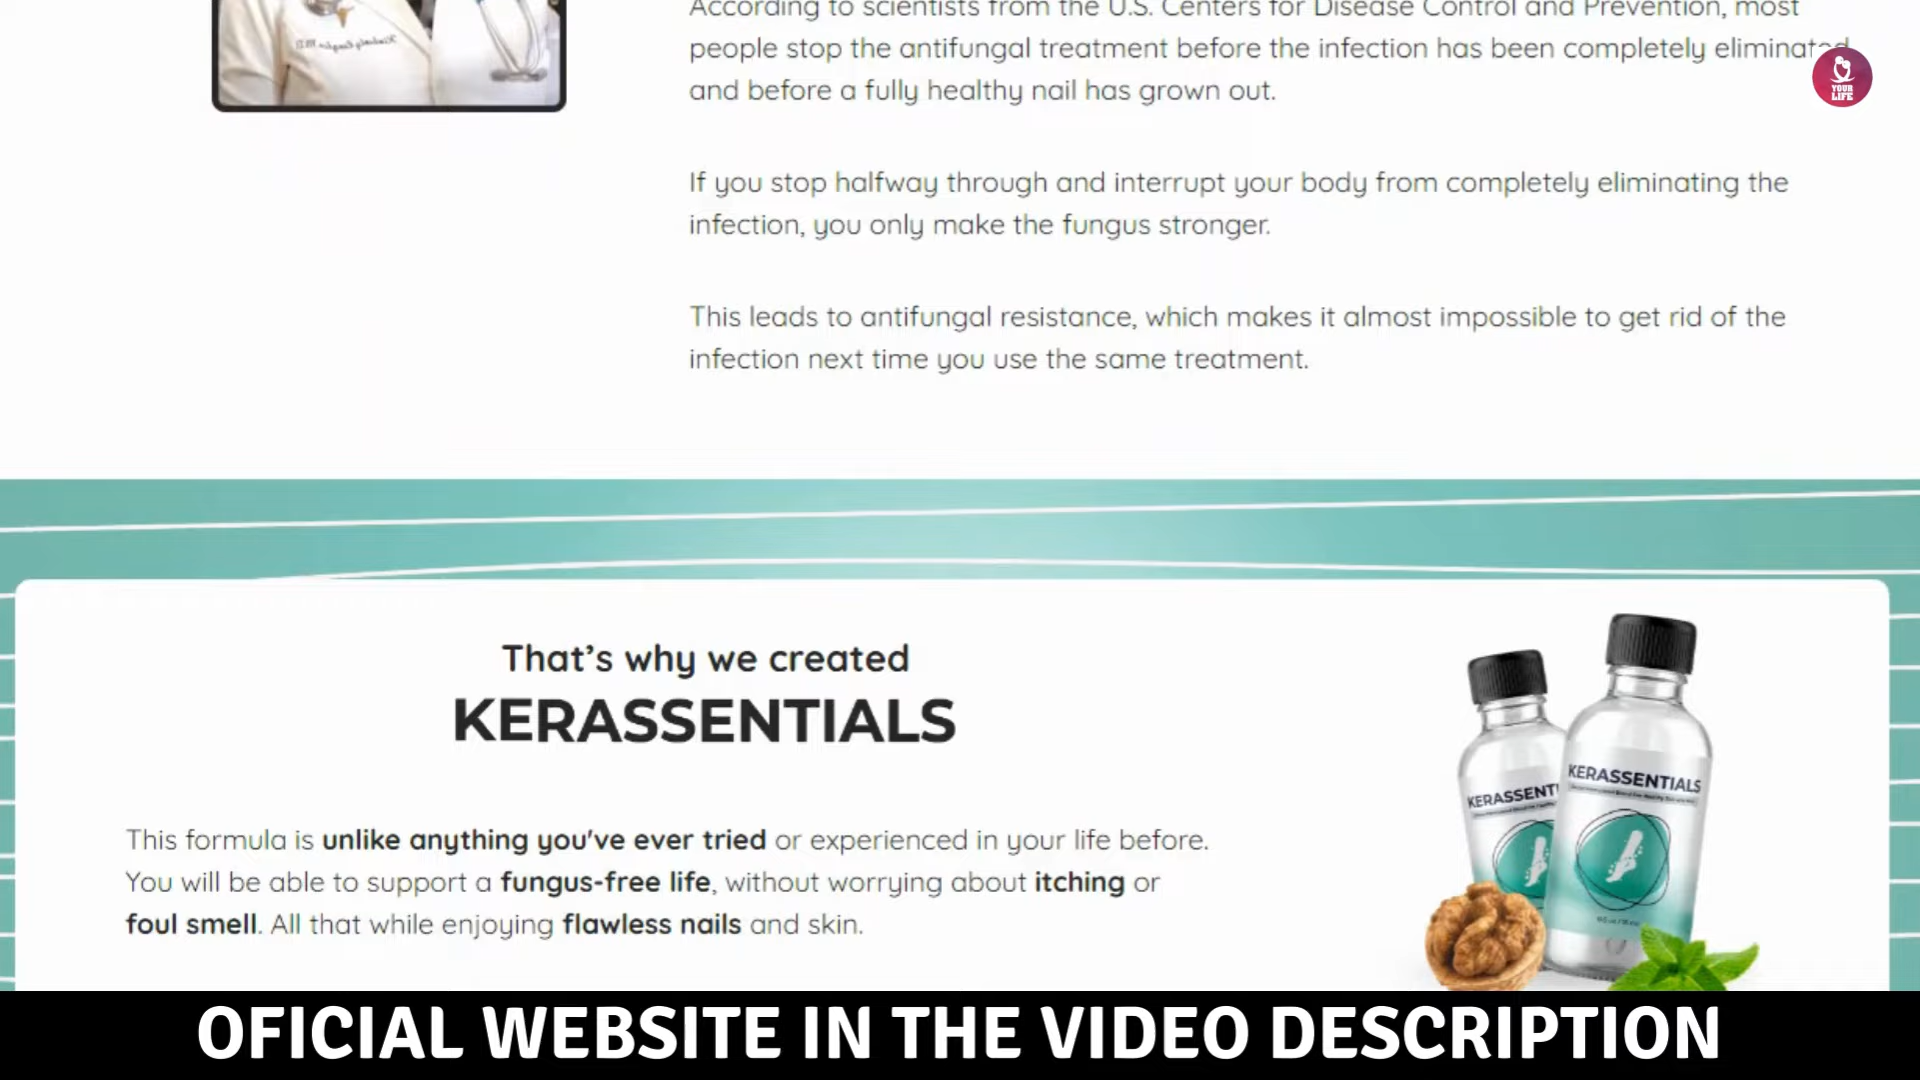 According to scientists from the U.S. Centers for Disease Control and Prevention, most
people stop the antifungal treatment before the infection has been completely eliminated
and before a fully healthy nail has grown out.
YOUR
LIFE
If you stop halfway through and interrupt your body from completely eliminating the
infection, you only make the fungus stronger.
This leads to antifungal resistance, which makes it almost impossible to get rid of the
infection next time you use the same treatment.
That's why we created
KERASSENTIALS
This formula is unlike anything you've ever tried or experienced in your life before.
You will be able to support a fungus-free life, without worrying about itching or
foul smell. All that while enjoying flawless nails and skin.
KERASSENTI
KERASSENTIALS
OFICIAL WEBSITE IN THE VIDEO DESCRIPTION